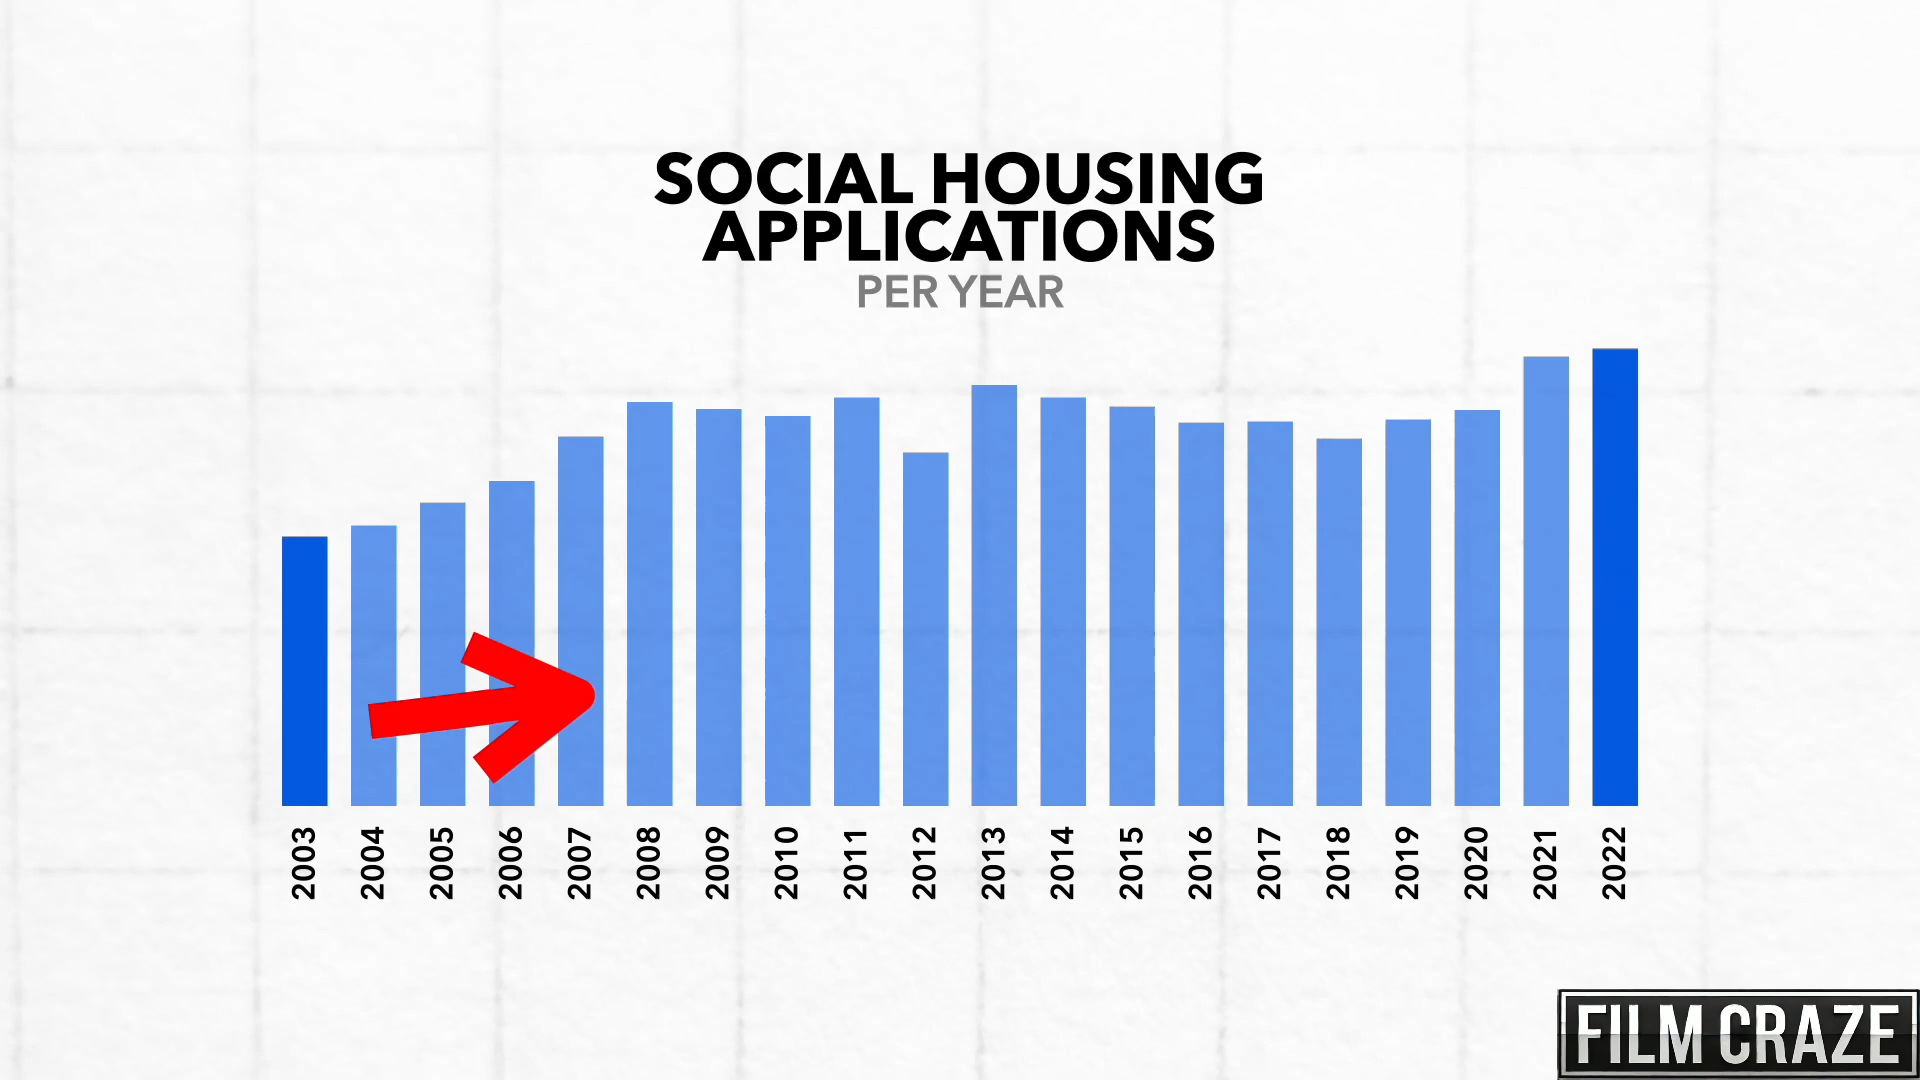 SOCIAL HOUSING
APPLICATIONS
PER YEAR
2003 2004 2005 2006 2007 2008 2009 2010 2011 2012 2013 2014 2015 2016 2017 2018 2019 2020 2021 2022
FILM CRAZE